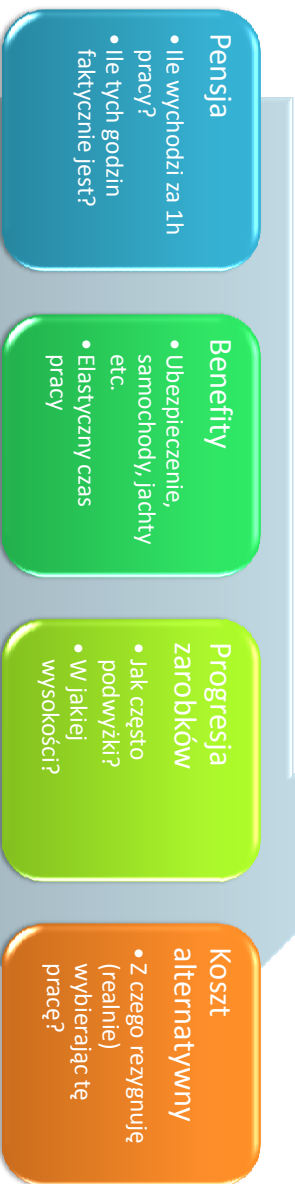 Pensja
• Ile wychodzi za 1h
pracy?
• Ile tych godzin
faktycznie jest?
Benefity
• Ubezpieczenie,
samochody, jachty
etc.
• Elastyczny czas
pracy
Progresja
zarobków
• Jak często
podwyżki?
• W jakiej
wysokości?
Koszt
alternatywny
• Z czego rezygnuję
(realnie)
wybierając tę
pracę?